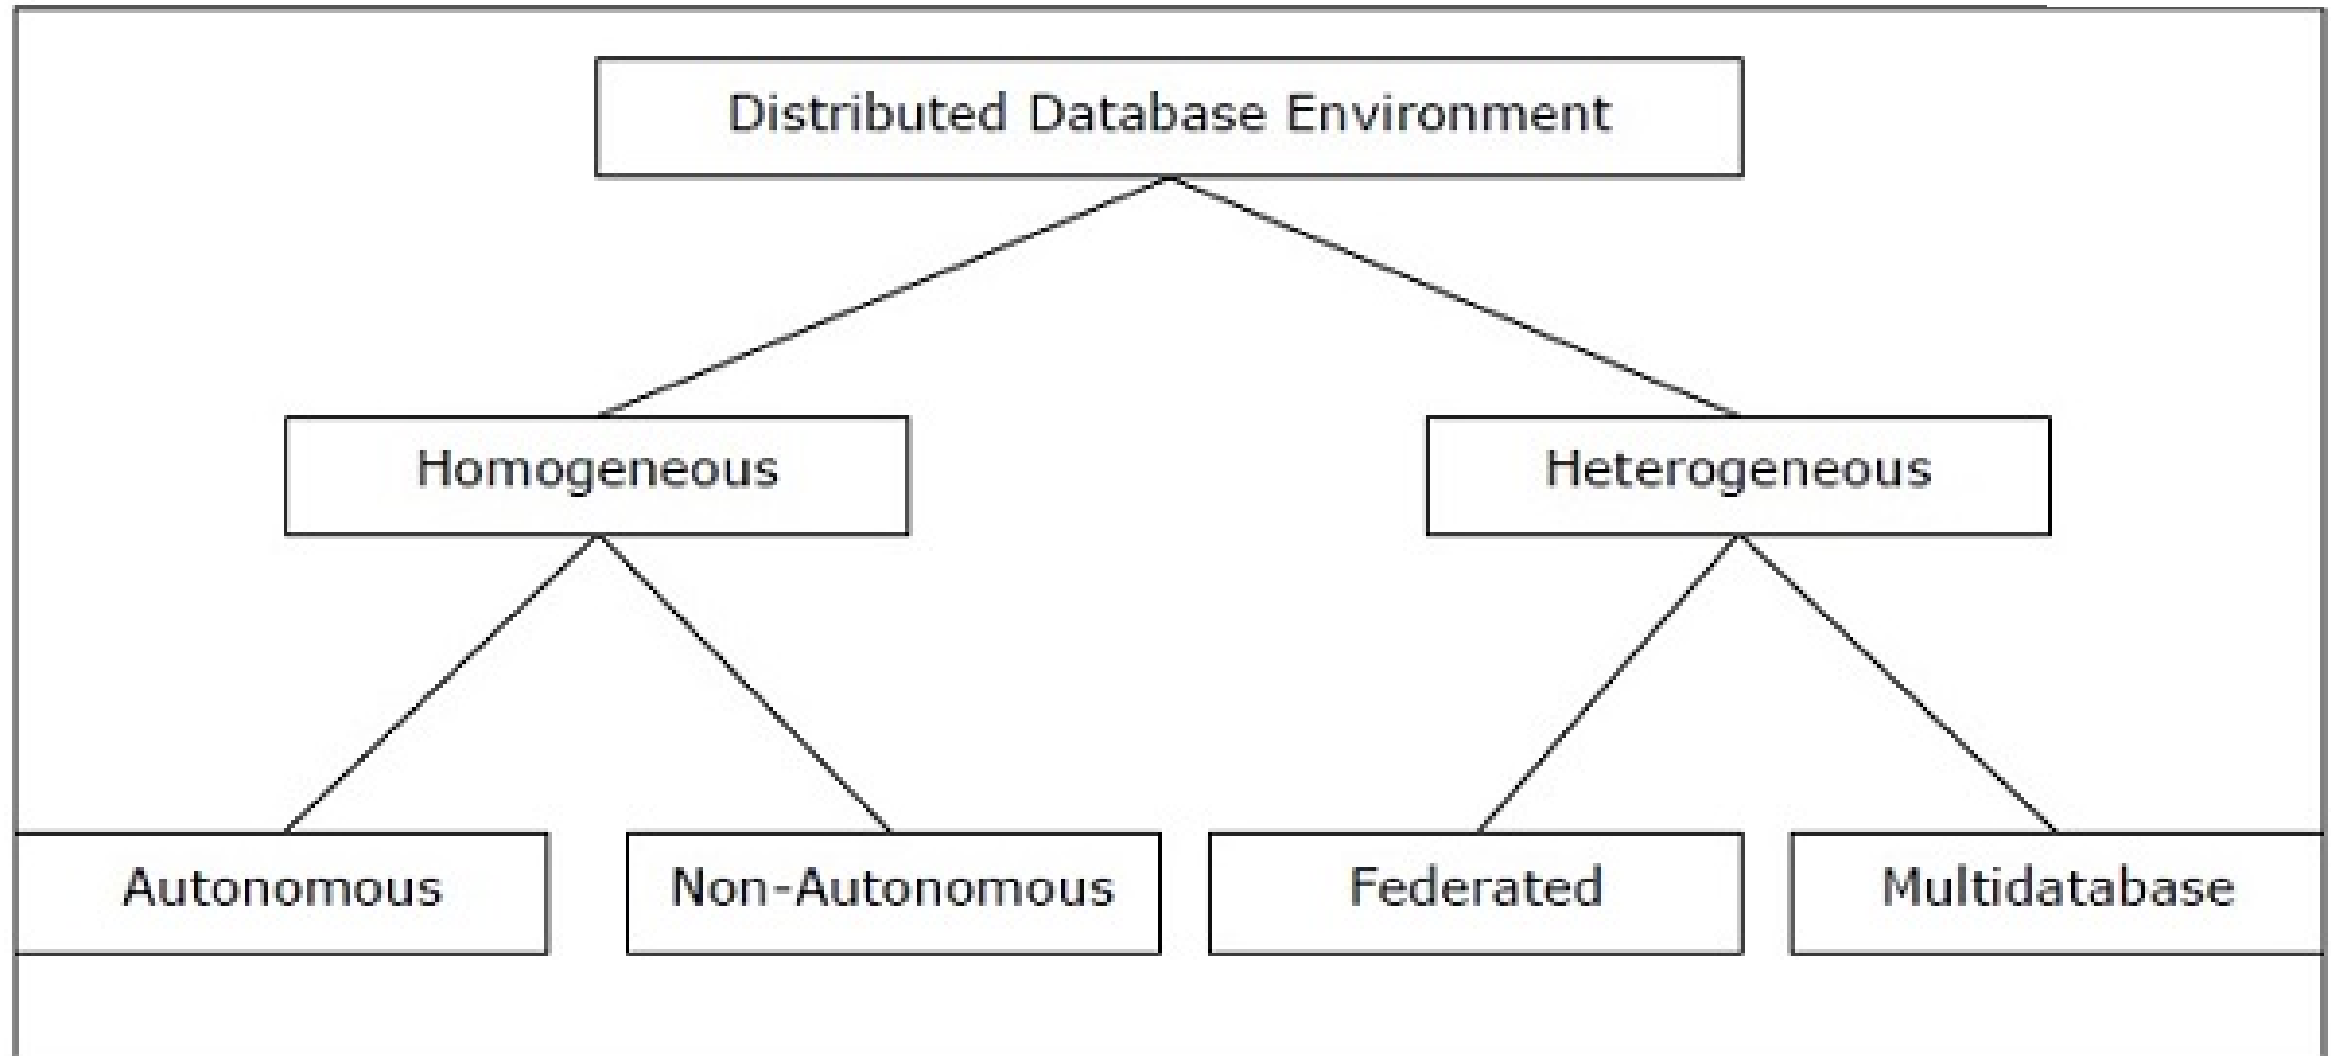 Distributed Database Environment
Homogeneous
Heterogeneous
Autonomous
Non-Autonomous
Federated
Multidatabase